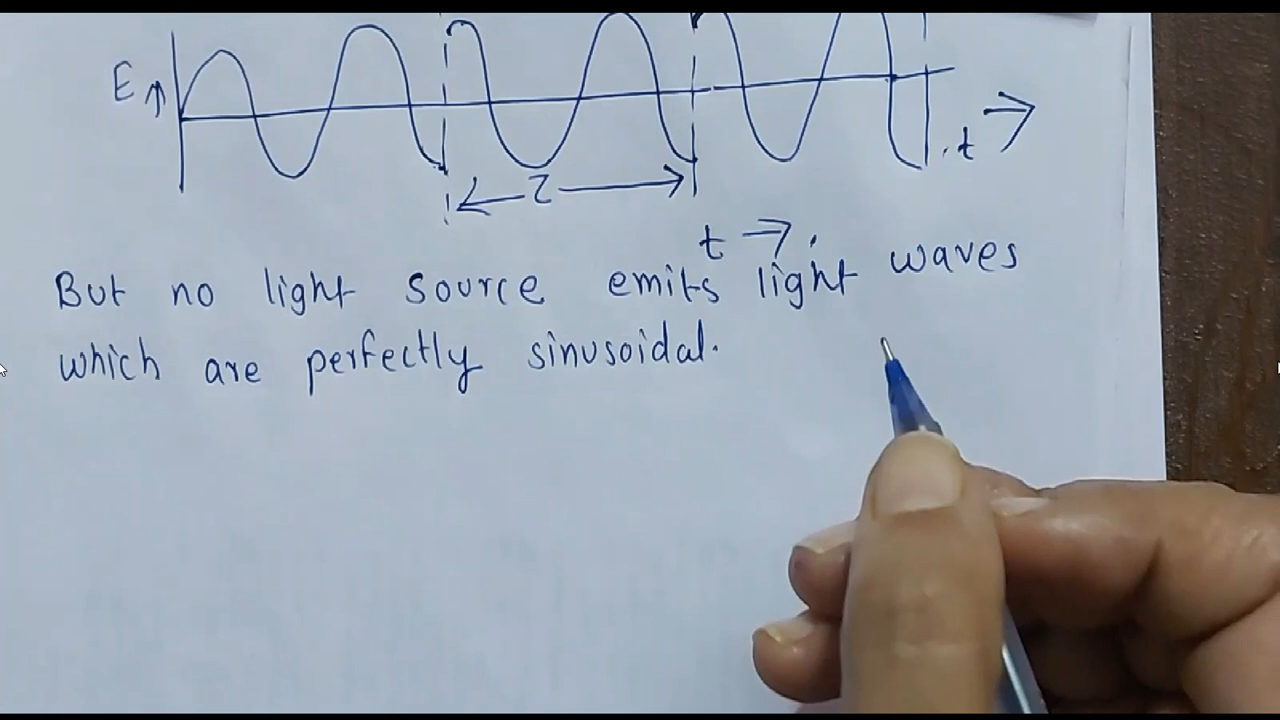 E ↑
t →
← τ →
t →
But no light source emits light waves
which are perfectly sinusoidal.